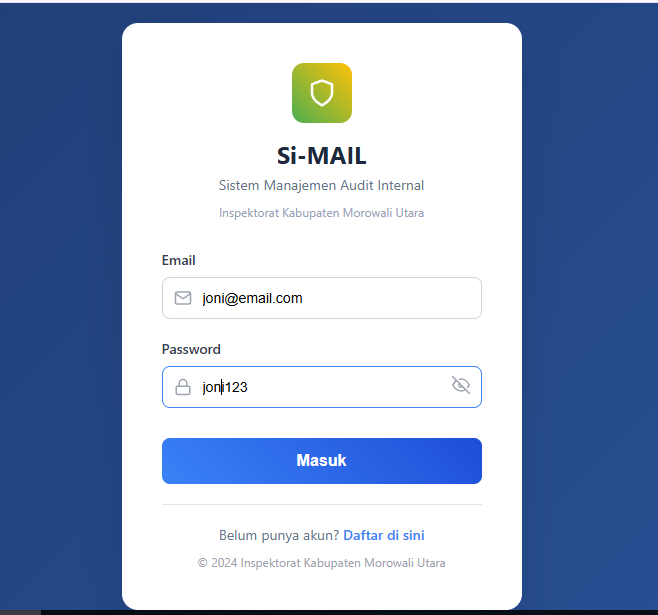 Si-MAIL
Sistem Manajemen Audit Internal
Inspektorat Kabupaten Morowali Utara
Email
joni@email.com
Password
joni123
Masuk
Belum punya akun? Daftar di sini
© 2024 Inspektorat Kabupaten Morowali Utara